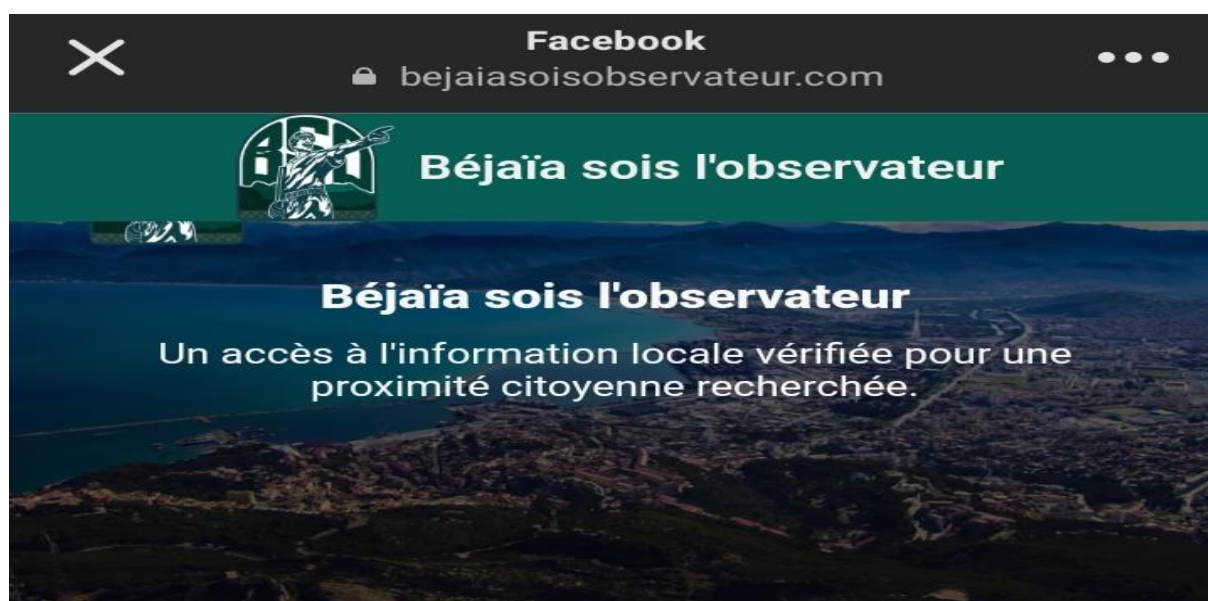 Facebook
bejaiasoisobservateur.com
BSO
Béjaïa sois l'observateur
Béjaïa sois l'observateur
Un accès à l'information locale vérifiée pour une
proximité citoyenne recherchée.